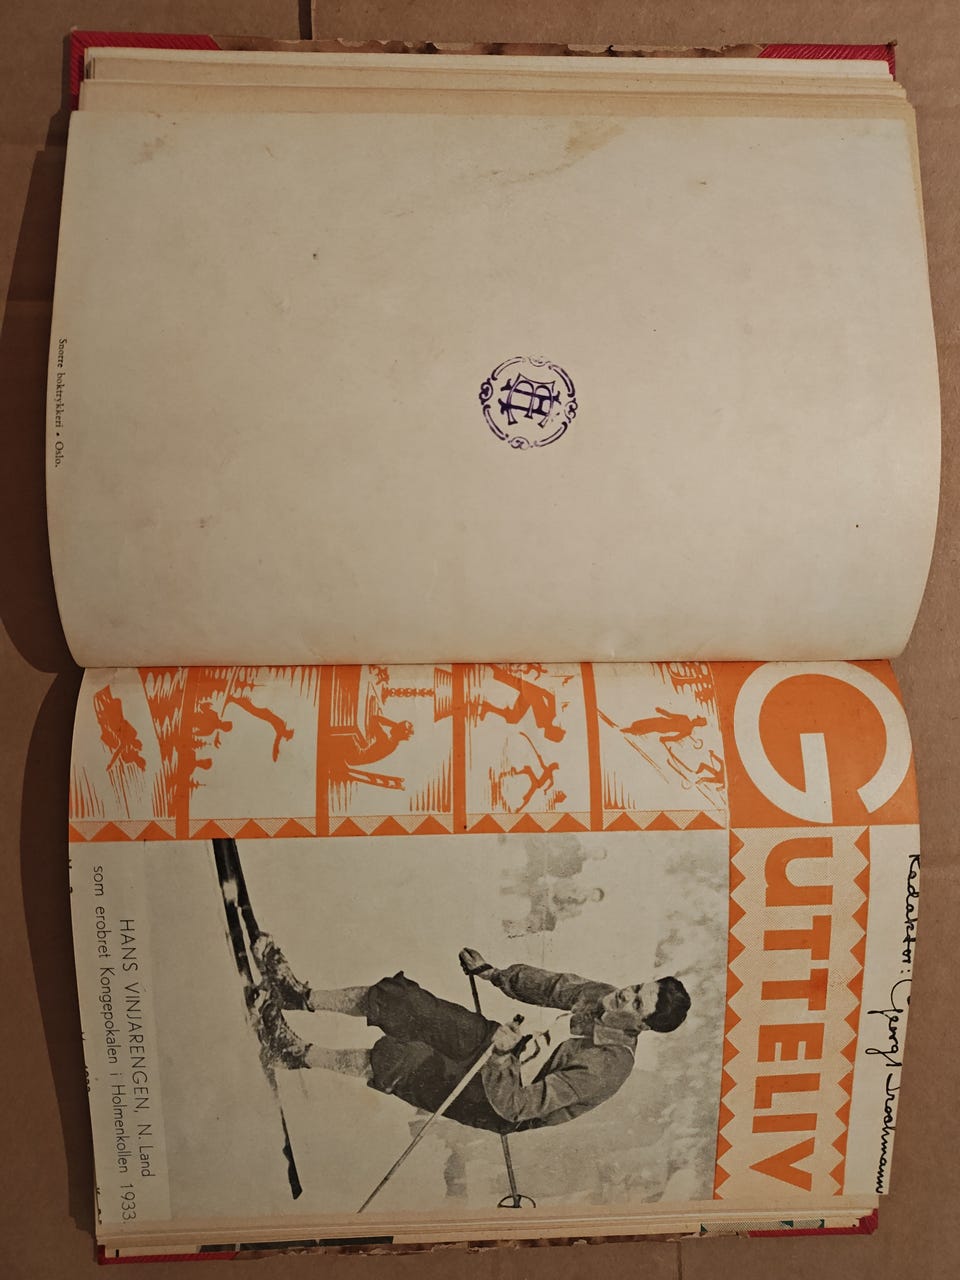 Snorre boktrykkeri • Oslo.
Redaktør: Georg Brochmann
GUTTELIV
HANS VINJARENGEN, N. Land
som erobret Kongepokalen i Holmenkollen 1933.